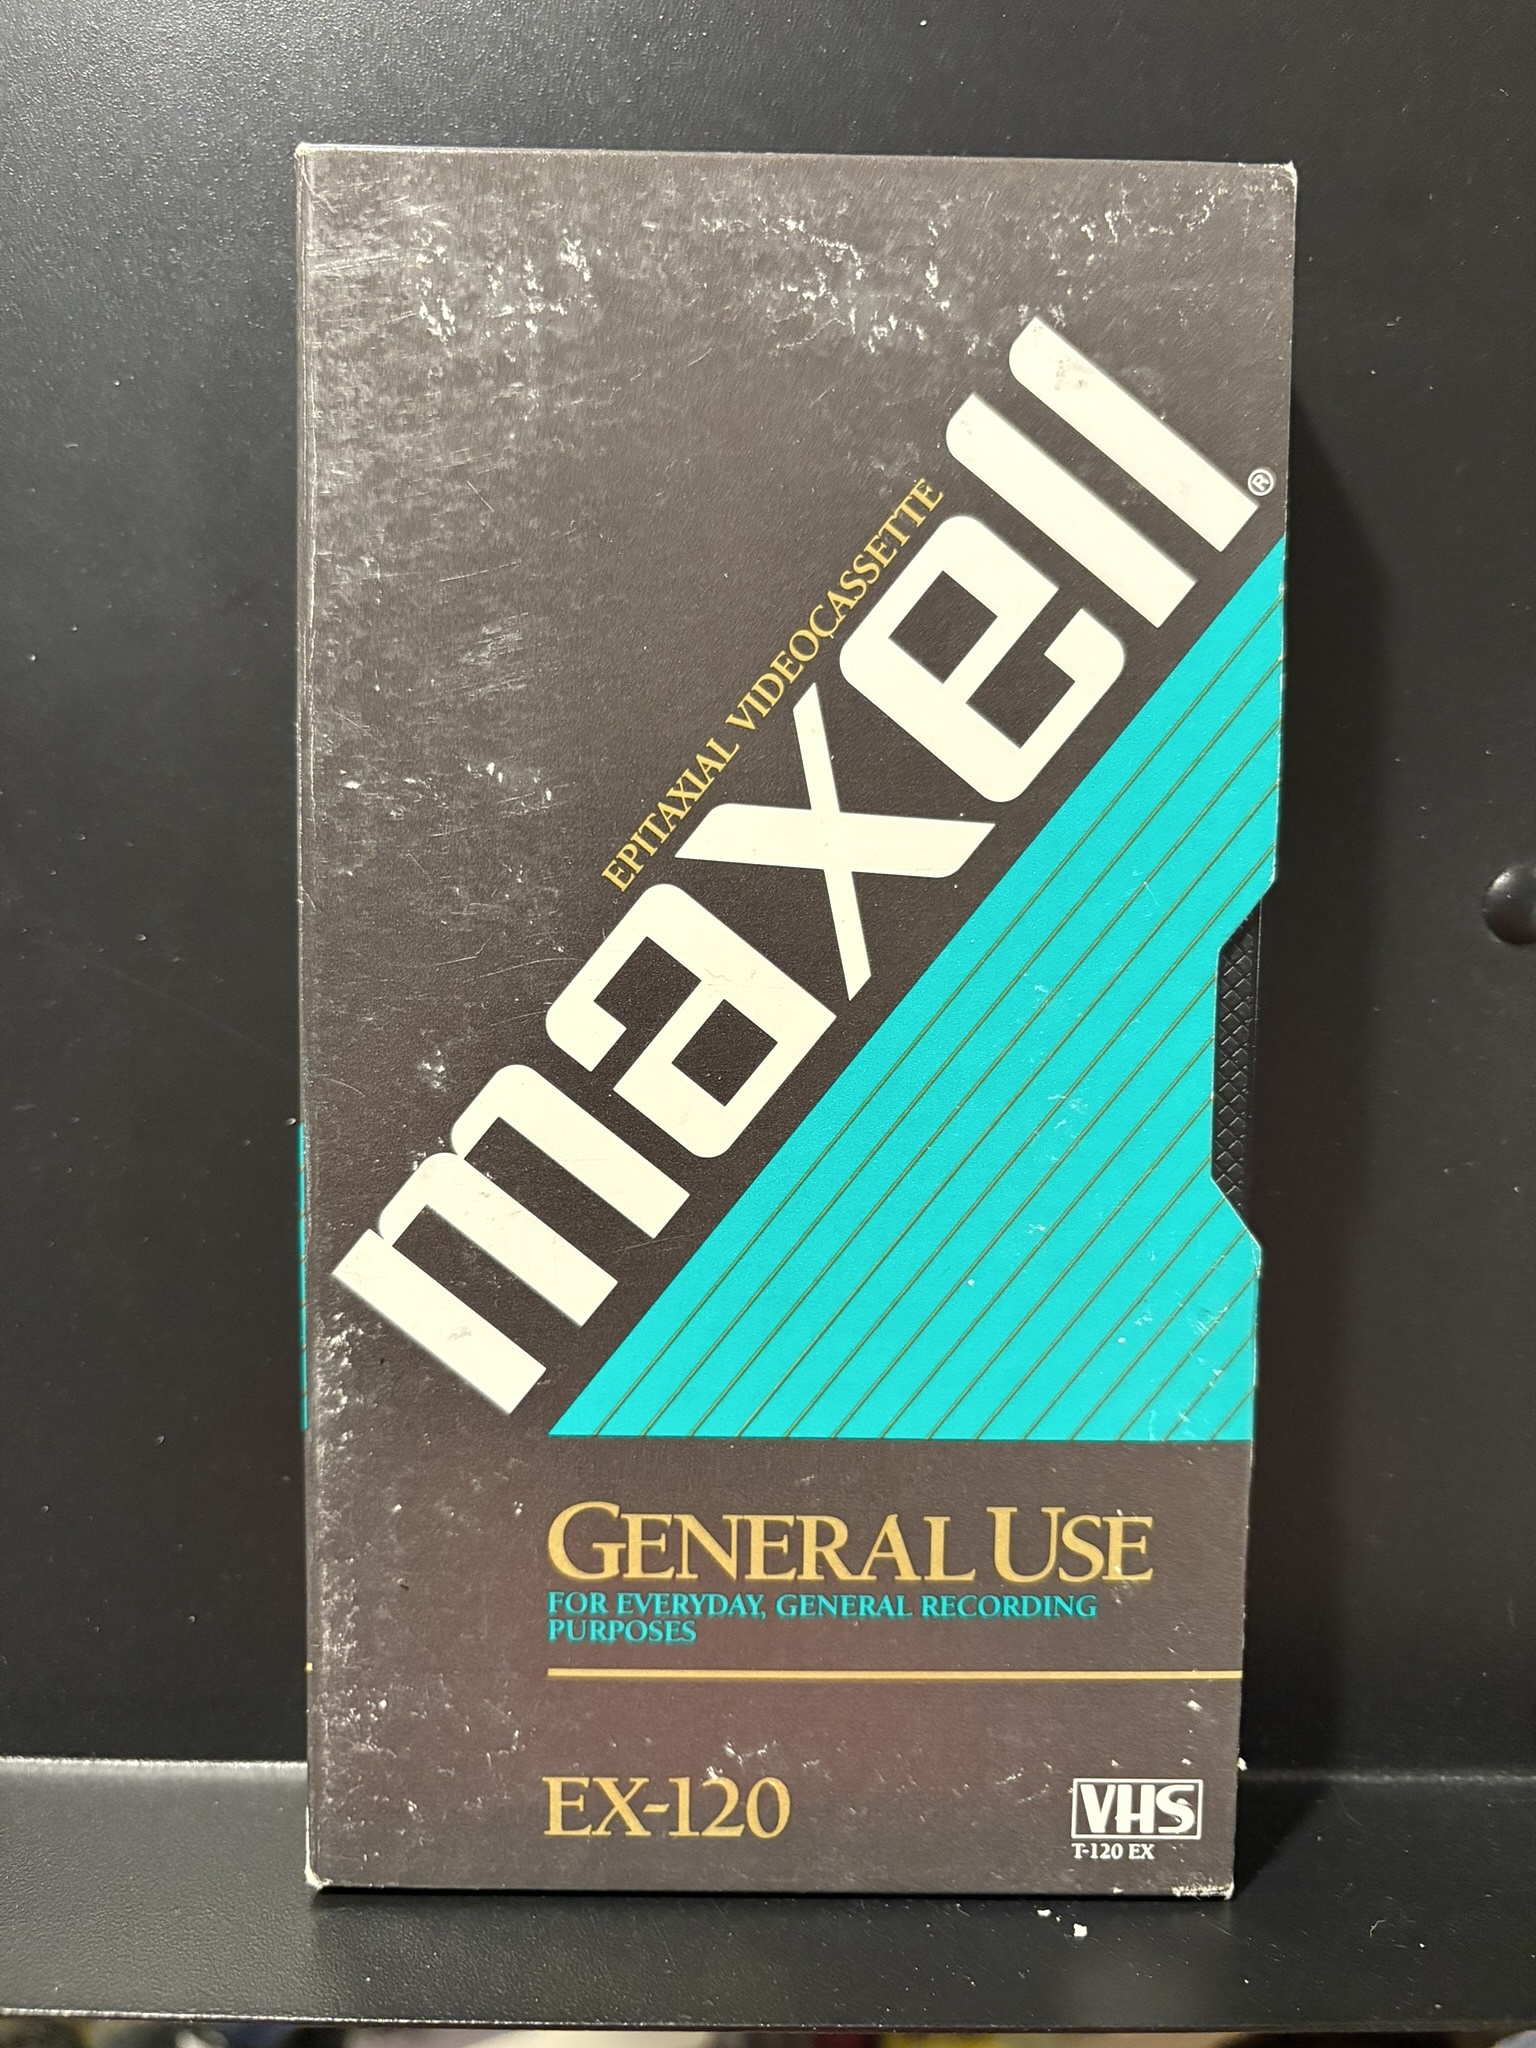 EPITAXIAL VIDEOCASSETTE
maxell®
GENERAL USE
FOR EVERYDAY, GENERAL RECORDING
PURPOSES
EX-120
VHS
T-120 EX